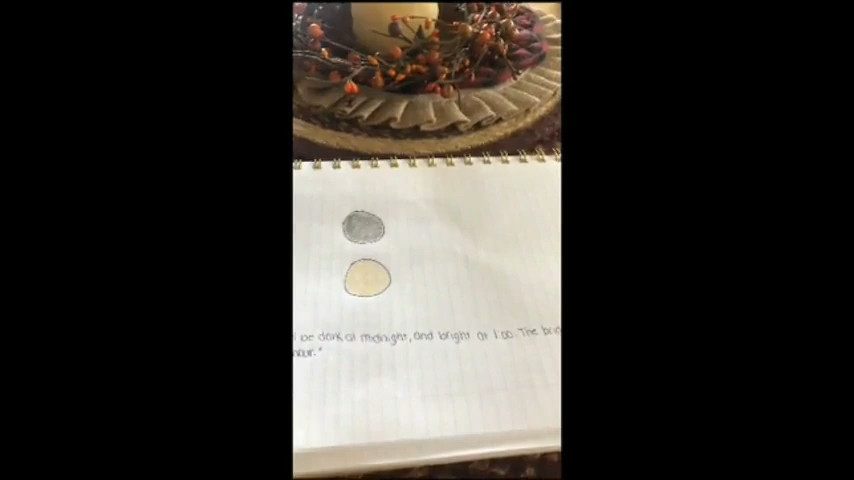 be dark at midnight, and bright at 1:00. The
hour."